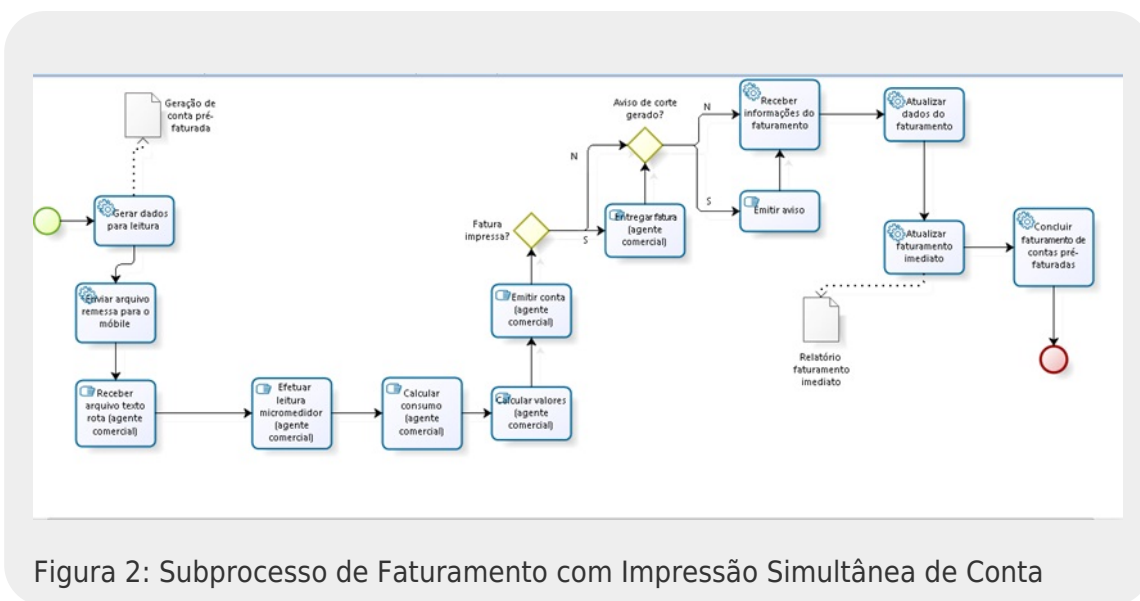 Geração de
conta pré-
faturada
Gerar dados
para leitura
Enviar arquivo
remessa para o
móbile
Receber
arquivo texto
rota (agente
comercial)
Efetuar
leitura
micromedidor
(agente
comercial)
Calcular
consumo
(agente
comercial)
Calcular valores
(agente
comercial)
Emitir conta
(agente
comercial)
Fatura
impressa?
N
S
Entregar fatura
(agente
comercial)
Aviso de corte
gerado?
N
S
Emitir aviso
Receber
informações do
faturamento
Atualizar
dados do
faturamento
Atualizar
faturamento
imediato
Relatório
faturamento
imediato
Concluir
faturamento de
contas pré-
faturadas
Figura 2: Subprocesso de Faturamento com Impressão Simultânea de Conta